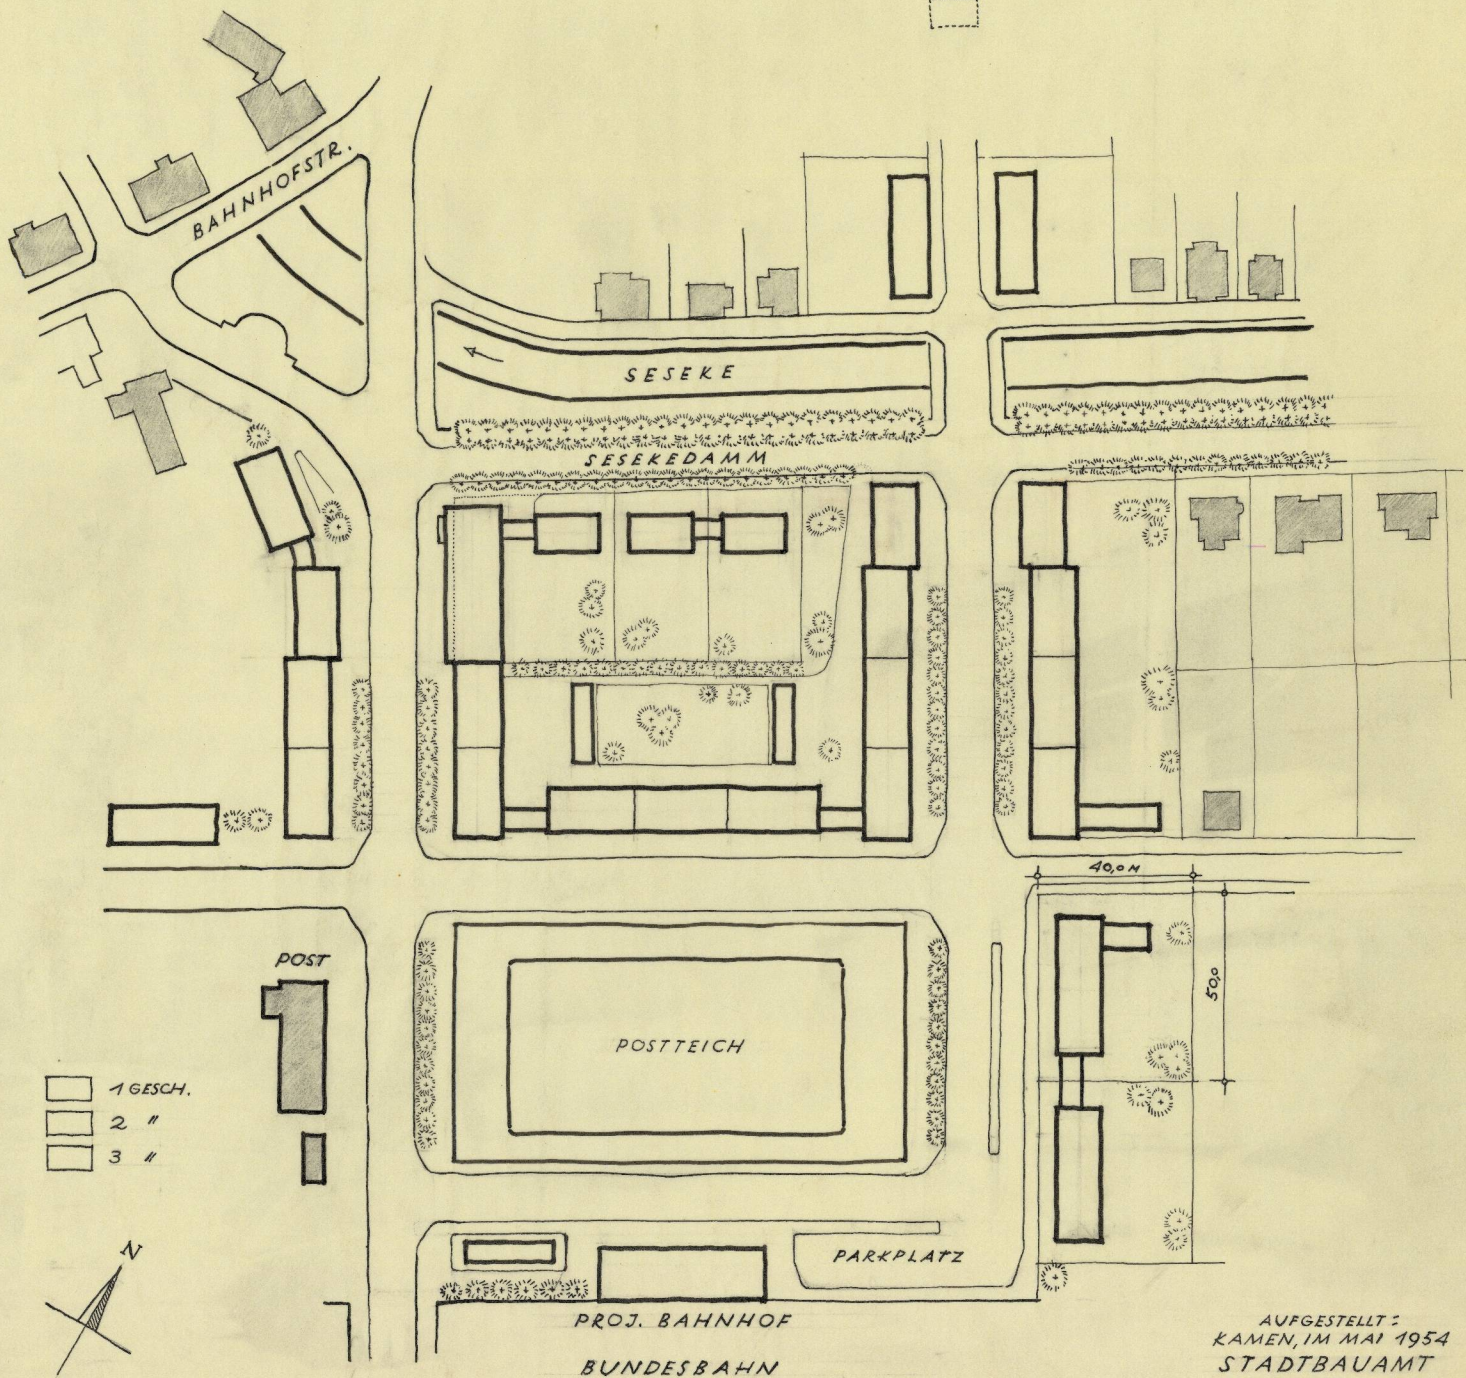 BAHNHOFSTR.
SESEKE
SESEKEDAMM
40,0 M
50,0
POST
POSTTEICH
1 GESCH.
2 "
3 "
N
PARKPLATZ
PROJ. BAHNHOF
BUNDESBAHN
AUFGESTELLT:
KAMEN, IM MAI 1954
STADTBAUAMT